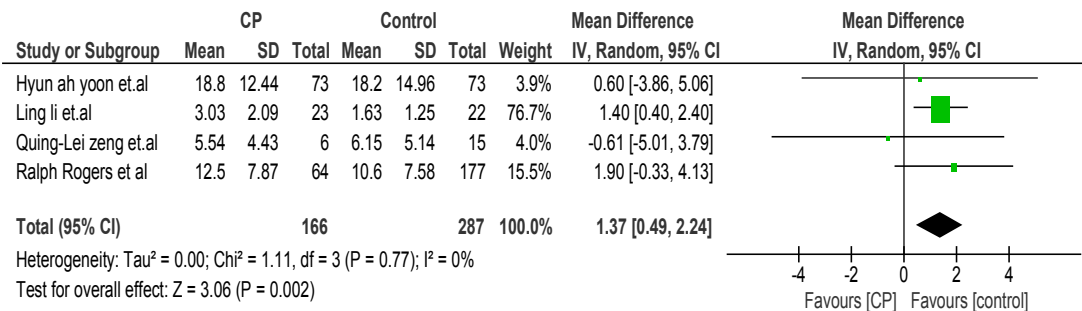 CP Control Mean Difference Mean Difference
Study or Subgroup Mean SD Total Mean SD Total Weight IV, Random, 95% CI IV, Random, 95% CI
Hyun ah yoon et.al 18.8 12.44 73 18.2 14.96 73 3.9% 0.60 [-3.86, 5.06]
Ling li et.al 3.03 2.09 23 1.63 1.25 22 76.7% 1.40 [0.40, 2.40]
Quing-Lei zeng et.al 5.54 4.43 6 6.15 5.14 15 4.0% -0.61 [-5.01, 3.79]
Ralph Rogers et al 12.5 7.87 64 10.6 7.58 177 15.5% 1.90 [-0.33, 4.13]
Total (95% CI) 166 287 100.0% 1.37 [0.49, 2.24]
Heterogeneity: Tau² = 0.00; Chi² = 1.11, df = 3 (P = 0.77); I² = 0%
Test for overall effect: Z = 3.06 (P = 0.002)
-4 -2 0 2 4
Favours [CP] Favours [control]